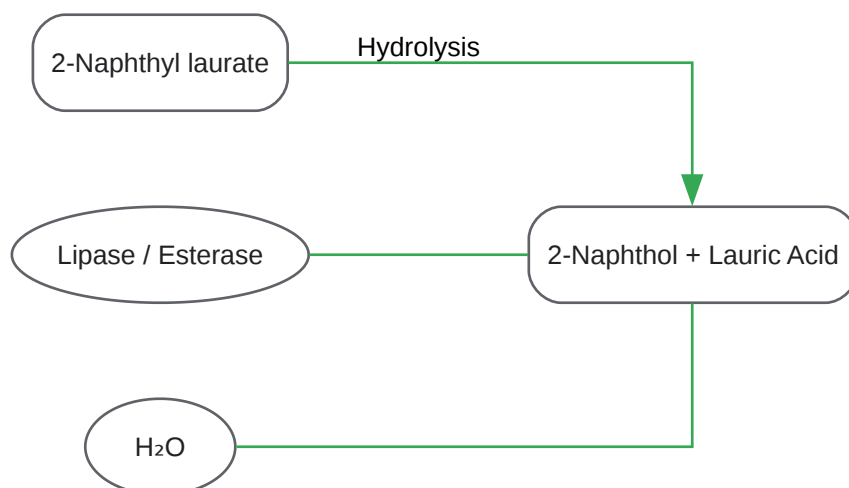 Hydrolysis
2-Naphthyl laurate
Lipase / Esterase
2-Naphthol + Lauric Acid
H₂O